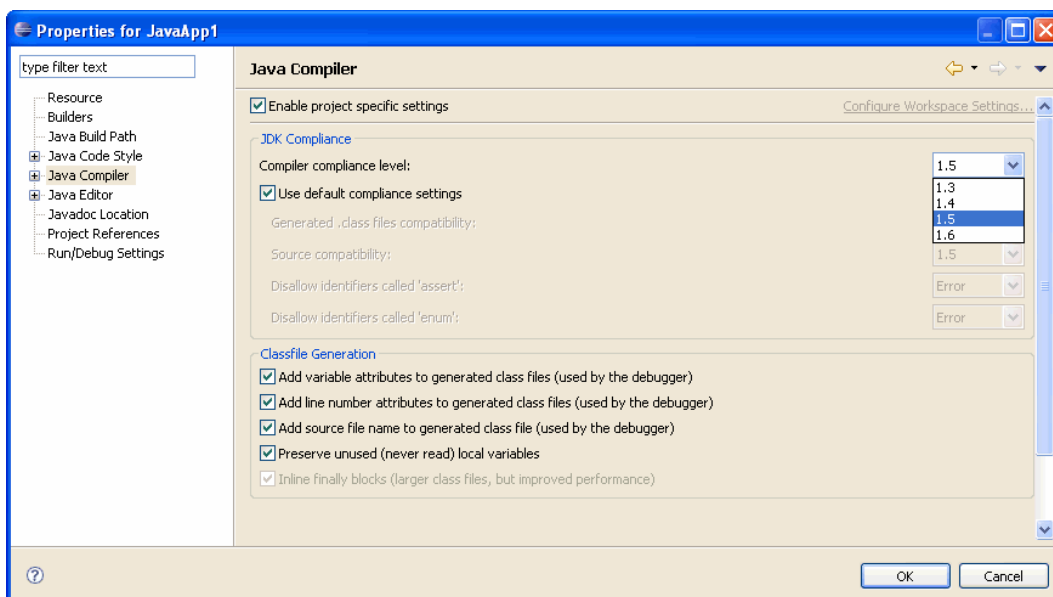 Properties for JavaApp1
type filter text
Resource
Builders
Java Build Path
Java Code Style
Java Compiler
Java Editor
Javadoc Location
Project References
Run/Debug Settings
Java Compiler
Enable project specific settings
Configure Workspace Settings...
JDK Compliance
Compiler compliance level:
1.5
1.3
1.4
1.5
1.6
Use default compliance settings
Generated .class files compatibility:
Source compatibility:
1.5
Disallow identifiers called 'assert':
Error
Disallow identifiers called 'enum':
Error
Classfile Generation
Add variable attributes to generated class files (used by the debugger)
Add line number attributes to generated class files (used by the debugger)
Add source file name to generated class file (used by the debugger)
Preserve unused (never read) local variables
Inline finally blocks (larger class files, but improved performance)
?
OK
Cancel